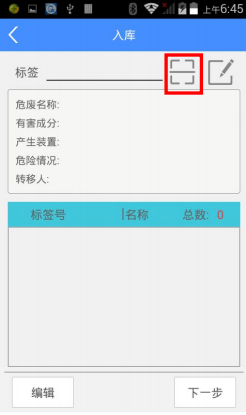 上午6:45
入库
标签
危废名称:
有害成分:
产生装置:
危险情况:
转移人:
标签号 |名称 总数: 0
编辑 下一步